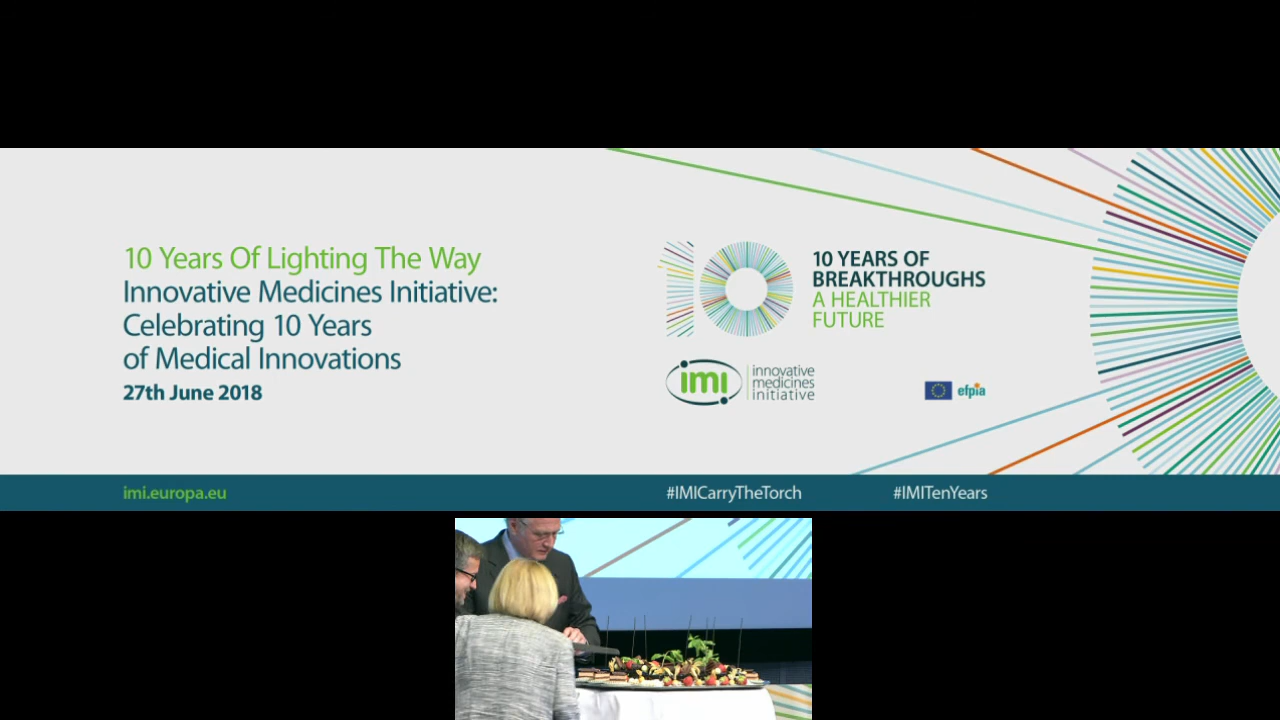 10 Years Of Lighting The Way
Innovative Medicines Initiative:
Celebrating 10 Years
of Medical Innovations
27th June 2018
10 YEARS OF
BREAKTHROUGHS
A HEALTHIER
FUTURE
imi
innovative
medicines
initiative
efpia
imi.europa.eu
#IMICarryTheTorch
#IMITenYears